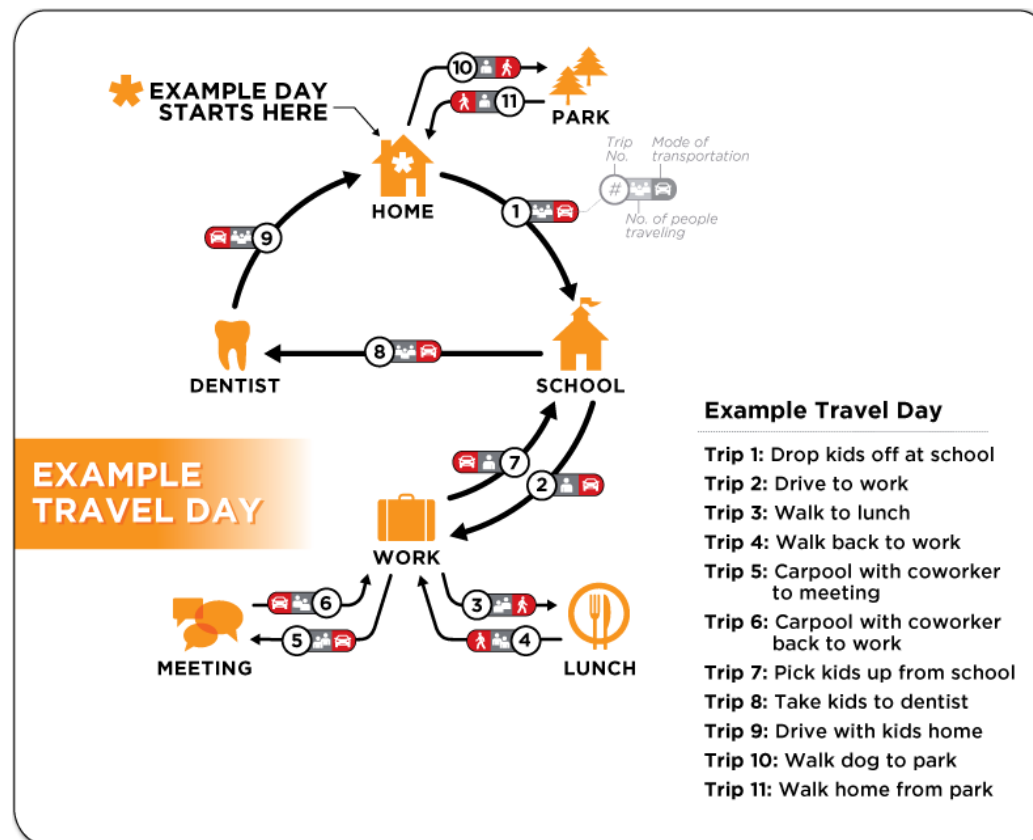 EXAMPLE DAY
STARTS HERE
10
11
PARK
Trip
No.
Mode of
transportation
#
No. of people
traveling
HOME
1
9
8
DENTIST
SCHOOL
EXAMPLE
TRAVEL DAY
7
2
WORK
6
5
3
4
MEETING
LUNCH
Example Travel Day
Trip 1: Drop kids off at school
Trip 2: Drive to work
Trip 3: Walk to lunch
Trip 4: Walk back to work
Trip 5: Carpool with coworker
to meeting
Trip 6: Carpool with coworker
back to work
Trip 7: Pick kids up from school
Trip 8: Take kids to dentist
Trip 9: Drive with kids home
Trip 10: Walk dog to park
Trip 11: Walk home from park